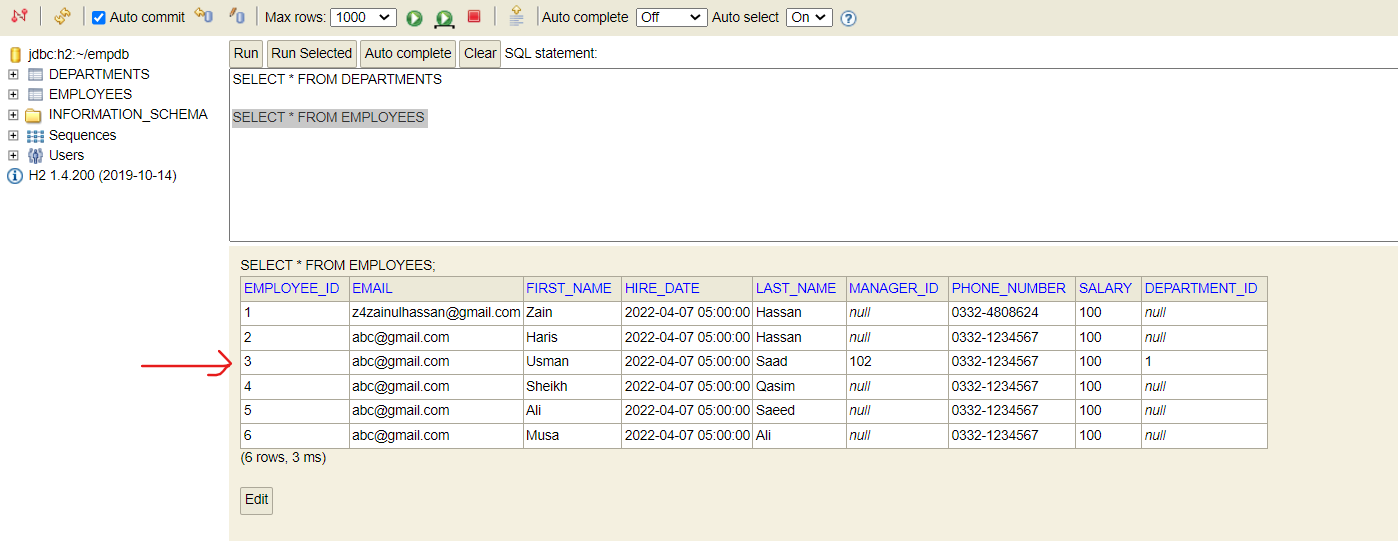 Auto commit Max rows: 1000 Auto complete Off Auto select On
jdbc:h2:~/empdb
DEPARTMENTS
EMPLOYEES
INFORMATION_SCHEMA
Sequences
Users
H2 1.4.200 (2019-10-14)
Run Run Selected Auto complete Clear SQL statement:
SELECT * FROM DEPARTMENTS
SELECT * FROM EMPLOYEES
SELECT * FROM EMPLOYEES;
EMPLOYEE_ID EMAIL FIRST_NAME HIRE_DATE LAST_NAME MANAGER_ID PHONE_NUMBER SALARY DEPARTMENT_ID
1 z4zainulhassan@gmail.com Zain 2022-04-07 05:00:00 Hassan null 0332-4808624 100 null
2 abc@gmail.com Haris 2022-04-07 05:00:00 Hassan null 0332-1234567 100 null
3 abc@gmail.com Usman 2022-04-07 05:00:00 Saad 102 0332-1234567 100 1
4 abc@gmail.com Sheikh 2022-04-07 05:00:00 Qasim null 0332-1234567 100 null
5 abc@gmail.com Ali 2022-04-07 05:00:00 Saeed null 0332-1234567 100 null
6 abc@gmail.com Musa 2022-04-07 05:00:00 Ali null 0332-1234567 100 null
(6 rows, 3 ms)
Edit